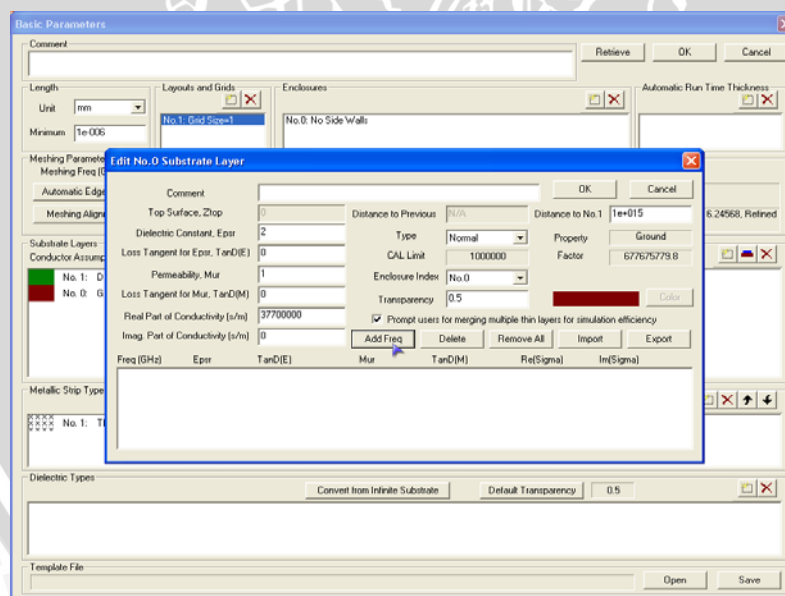 Basic Parameters
Comment
Retrieve OK Cancel
Length Layouts and Grids Enclosures Automatic Run Time Thickness
Unit mm
No.1: Grid Size=1 No.0: No Side Walls
Minimum 1e-006
Meshing Paramete
Meshing Freq (G
Automatic Edge
Meshing Alignm
6.24568, Refined
Edit No.0 Substrate Layer
Comment OK Cancel
Top Surface, Ztop 0 Distance to Previous N/A Distance to No.1 1e+015
Dielectric Constant, Epsr 2 Type Normal Property Ground
Loss Tangent for Epsr, TanD(E) 0 CAL Limit 1000000 Factor 677675779.8
Permeability, Mur 1 Enclosure Index No.0
Loss Tangent for Mur, TanD(M) 0 Transparency 0.5 Color
Real Part of Conductivity (s/m) 37700000 Prompt users for merging multiple thin layers for simulation efficiency
Imag. Part of Conductivity (s/m) 0 Add Freq Delete Remove All Import Export
Freq (GHz) Epsr TanD(E) Mur TanD(M) Re(Sigma) Im(Sigma)
Substrate Layers
Conductor Assump
No. 1: D
No. 0: G
Metallic Strip Type
No. 1: T
Dielectric Types
Convert from Infinite Substrate Default Transparency 0.5
Template File
Open Save